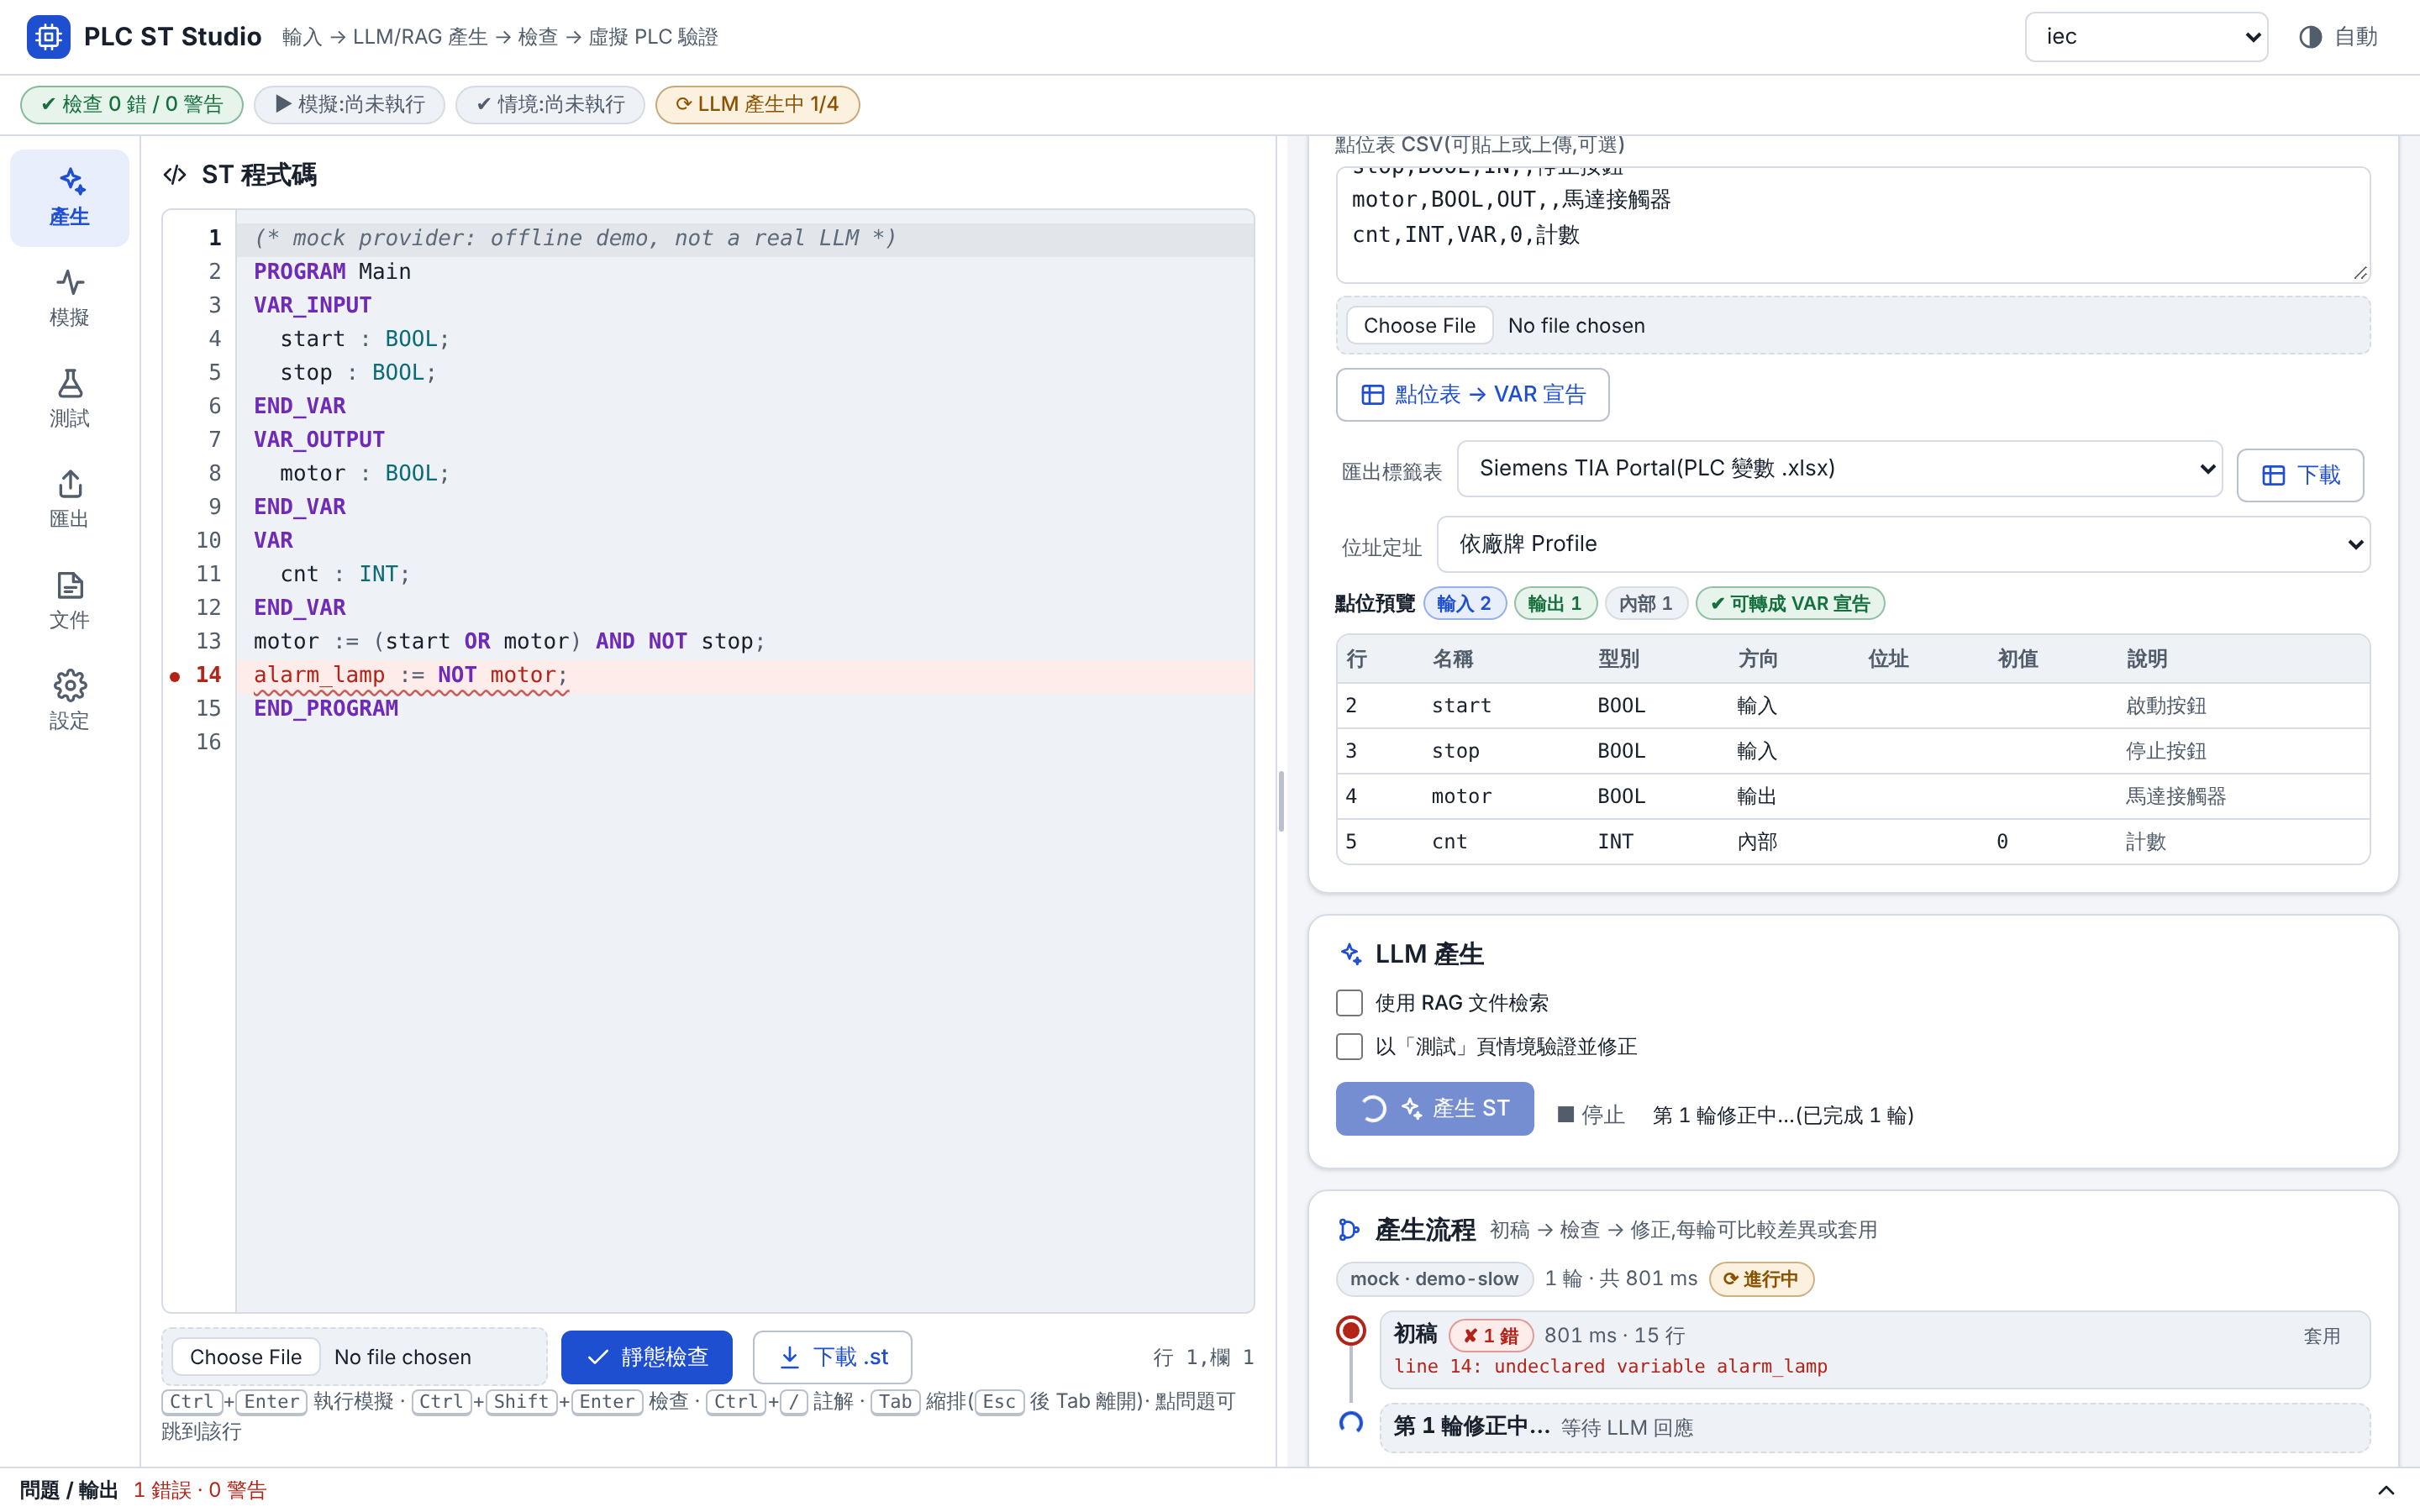 PLC ST Studio 輸入 → LLM/RAG 產生 → 檢查 → 虛擬 PLC 驗證
iec
自動
✔ 檢查 0 錯 / 0 警告
▶ 模擬:尚未執行
✔ 情境:尚未執行
⟳ LLM 產生中 1/4
產生
模擬
測試
匯出
文件
設定
ST 程式碼
1 (* mock provider: offline demo, not a real LLM *)
2 PROGRAM Main
3 VAR_INPUT
4 start : BOOL;
5 stop : BOOL;
6 END_VAR
7 VAR_OUTPUT
8 motor : BOOL;
9 END_VAR
10 VAR
11 cnt : INT;
12 END_VAR
13 motor := (start OR motor) AND NOT stop;
14 alarm_lamp := NOT motor;
15 END_PROGRAM
16
Choose File No file chosen
靜態檢查
下載 .st
行 1,欄 1
Ctrl+Enter 執行模擬 · Ctrl+Shift+Enter 檢查 · Ctrl+/ 註解 · Tab 縮排(Esc 後 Tab 離開)· 點問題可
跳到該行
點位表 CSV(可貼上或上傳,可選)
stop,BOOL,IN,,停止按鈕
motor,BOOL,OUT,,馬達接觸器
cnt,INT,VAR,0,計數
Choose File No file chosen
點位表 → VAR 宣告
匯出標籤表 Siemens TIA Portal(PLC 變數 .xlsx) 下載
位址定址 依廠牌 Profile
點位預覽 輸入 2 輸出 1 內部 1 ✔ 可轉成 VAR 宣告
行 名稱 型別 方向 位址 初值 說明
2 start BOOL 輸入 啟動按鈕
3 stop BOOL 輸入 停止按鈕
4 motor BOOL 輸出 馬達接觸器
5 cnt INT 內部 0 計數
LLM 產生
使用 RAG 文件檢索
以「測試」頁情境驗證並修正
產生 ST
■ 停止
第 1 輪修正中…(已完成 1 輪)
產生流程 初稿 → 檢查 → 修正,每輪可比較差異或套用
mock · demo-slow 1 輪 · 共 801 ms ⟳ 進行中
初稿 ✘ 1 錯 801 ms · 15 行 套用
line 14: undeclared variable alarm_lamp
第 1 輪修正中… 等待 LLM 回應
問題 / 輸出 1 錯誤 · 0 警告